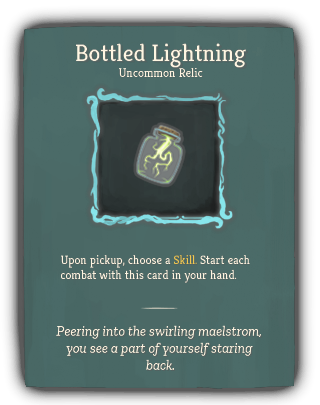 Bottled Lightning
Uncommon Relic
Upon pickup, choose a Skill. Start each
combat with this card in your hand.
Peering into the swirling maelstrom,
you see a part of yourself staring
back.